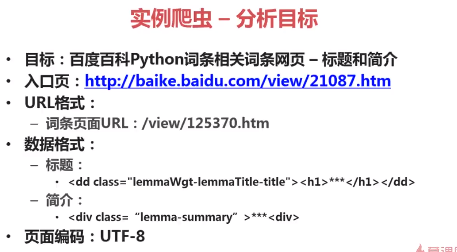 实例爬虫 – 分析目标
• 目标：百度百科Python词条相关词条网页 – 标题和简介
• 入口页：http://baike.baidu.com/view/21087.htm
• URL格式：
– 词条页面URL：/view/125370.htm
• 数据格式：
– 标题：
• <dd class="lemmaWgt-lemmaTitle-title"><h1>***</h1></dd>
– 简介：
• <div class=“lemma-summary”>***<div>
• 页面编码：UTF-8